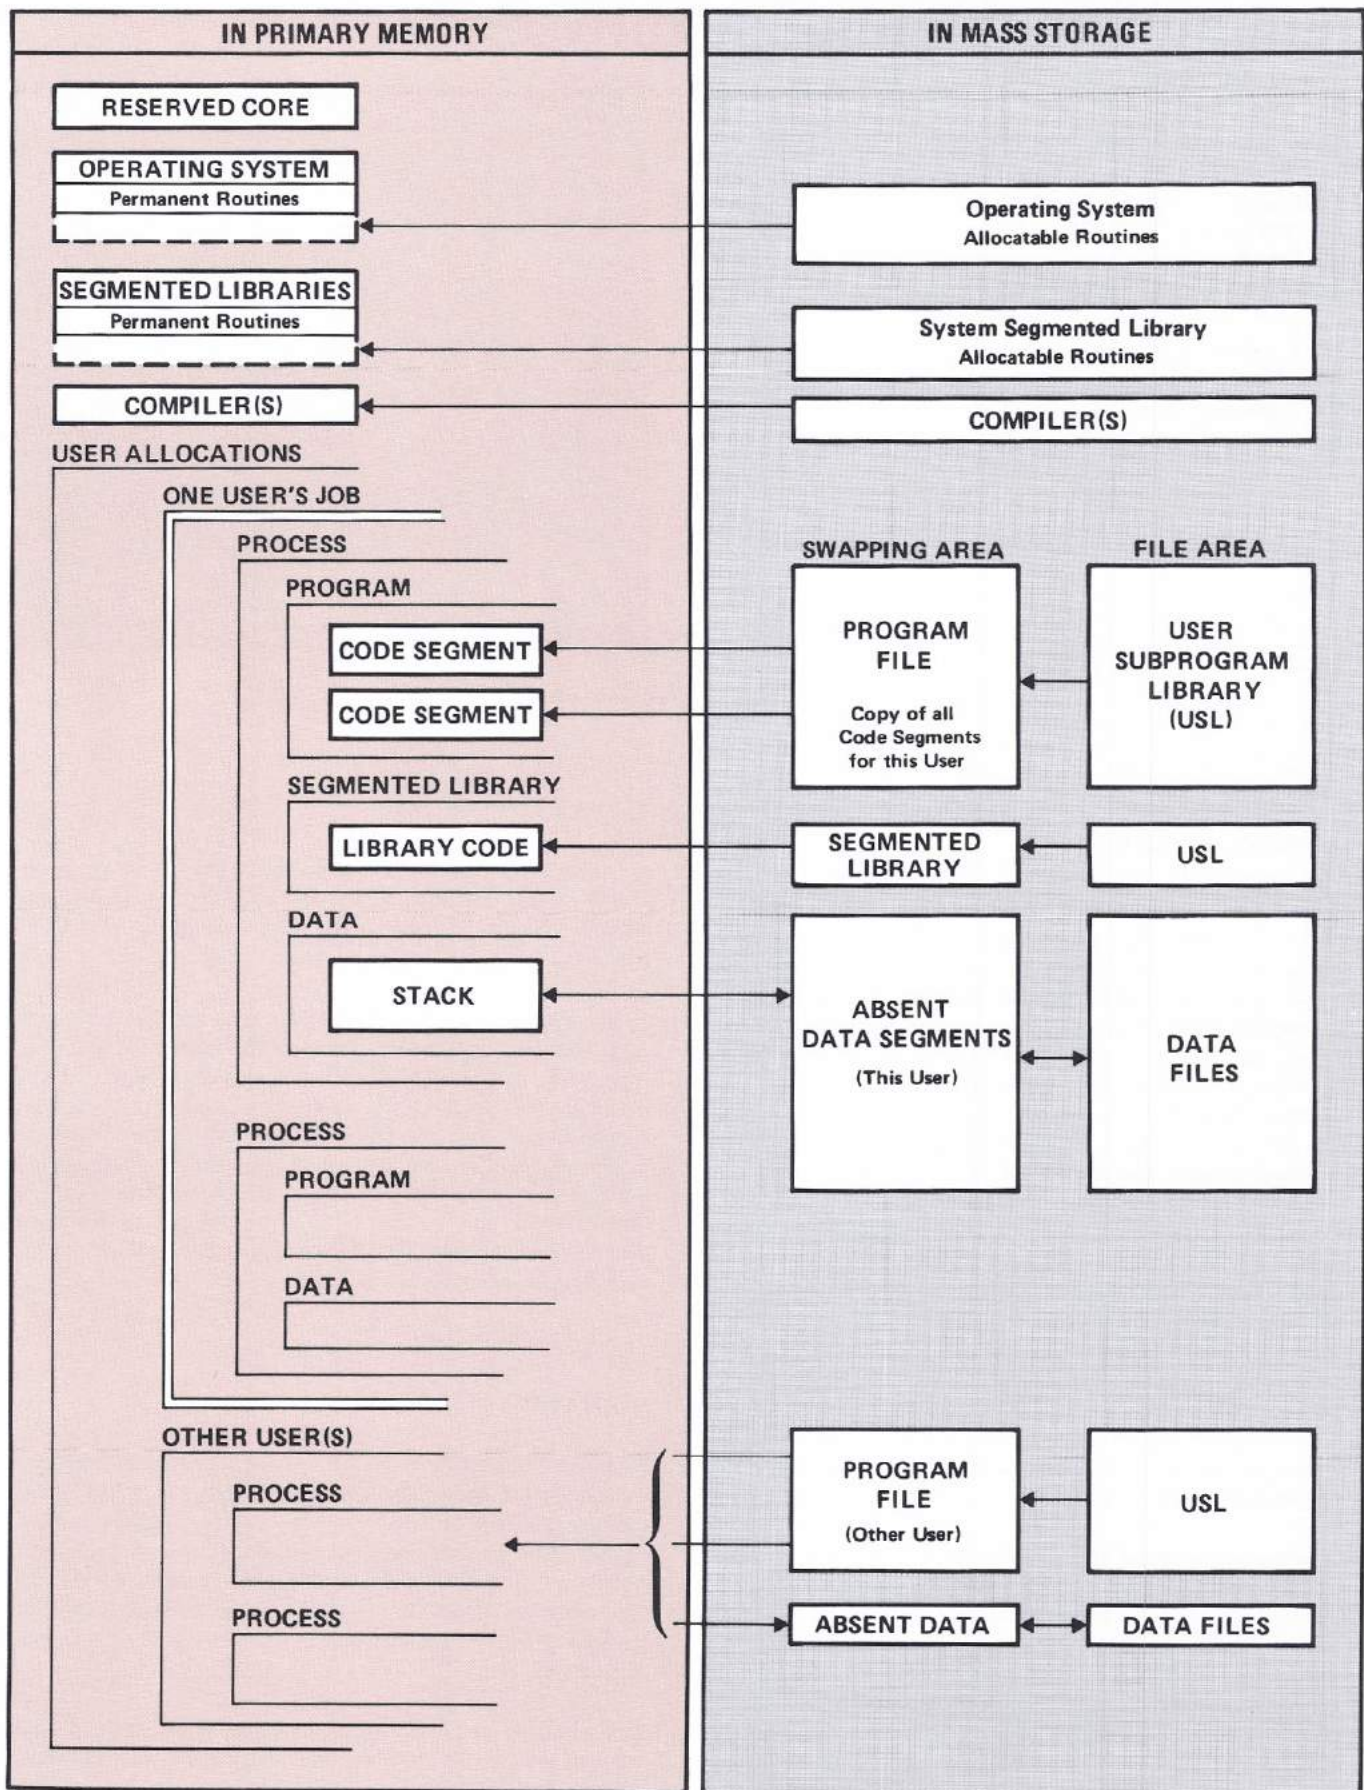 IN PRIMARY MEMORY
RESERVED CORE
OPERATING SYSTEM
Permanent Routines
SEGMENTED LIBRARIES
Permanent Routines
COMPILER(S)
USER ALLOCATIONS
ONE USER'S JOB
PROCESS
PROGRAM
CODE SEGMENT
CODE SEGMENT
SEGMENTED LIBRARY
LIBRARY CODE
DATA
STACK
PROCESS
PROGRAM
DATA
OTHER USER(S)
PROCESS
PROCESS
IN MASS STORAGE
Operating System
Allocatable Routines
System Segmented Library
Allocatable Routines
COMPILER(S)
SWAPPING AREA
PROGRAM
FILE
Copy of all
Code Segments
for this User
SEGMENTED
LIBRARY
ABSENT
DATA SEGMENTS
(This User)
PROGRAM
FILE
(Other User)
ABSENT DATA
FILE AREA
USER
SUBPROGRAM
LIBRARY
(USL)
USL
DATA
FILES
USL
DATA FILES